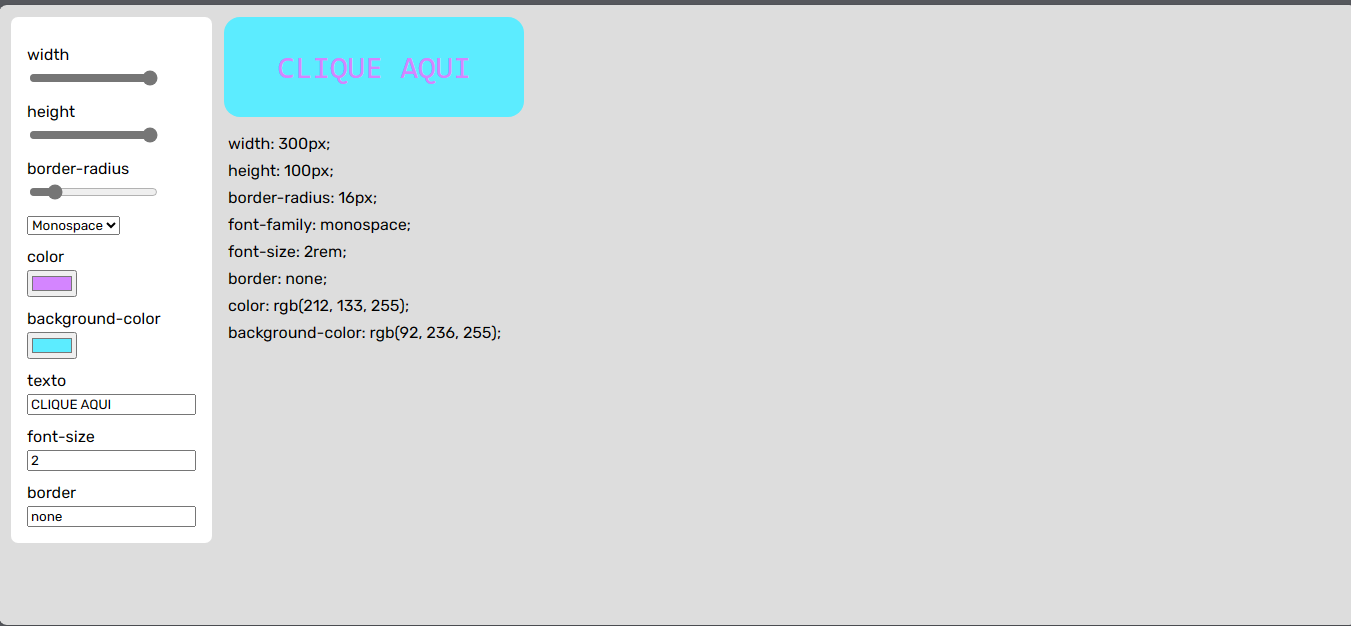 width
height
border-radius
Monospace
color
background-color
texto
CLIQUE AQUI
font-size
2
border
none
CLIQUE AQUI
width: 300px;
height: 100px;
border-radius: 16px;
font-family: monospace;
font-size: 2rem;
border: none;
color: rgb(212, 133, 255);
background-color: rgb(92, 236, 255);